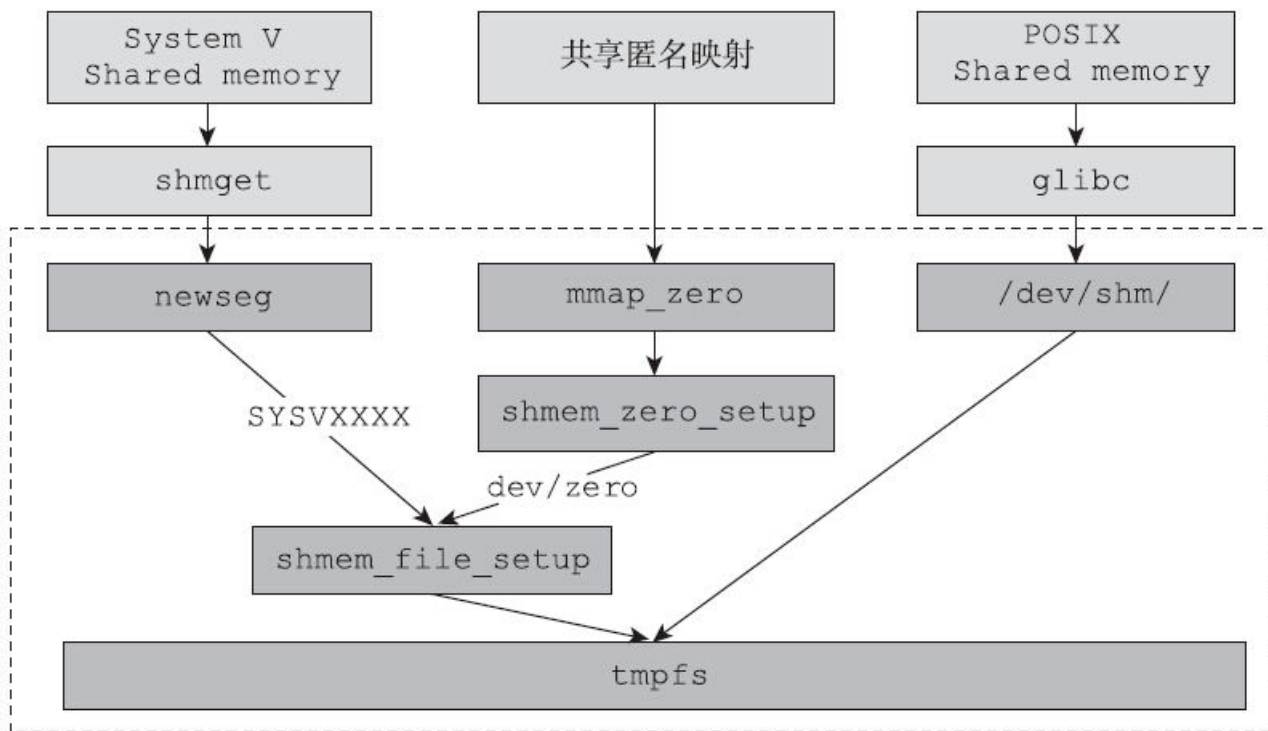 System V
Shared memory
共享匿名映射
POSIX
Shared memory
shmget
glibc
newseg
mmap_zero
/dev/shm/
shmem_zero_setup
SYSVXXXX
dev/zero
shmem_file_setup
tmpfs